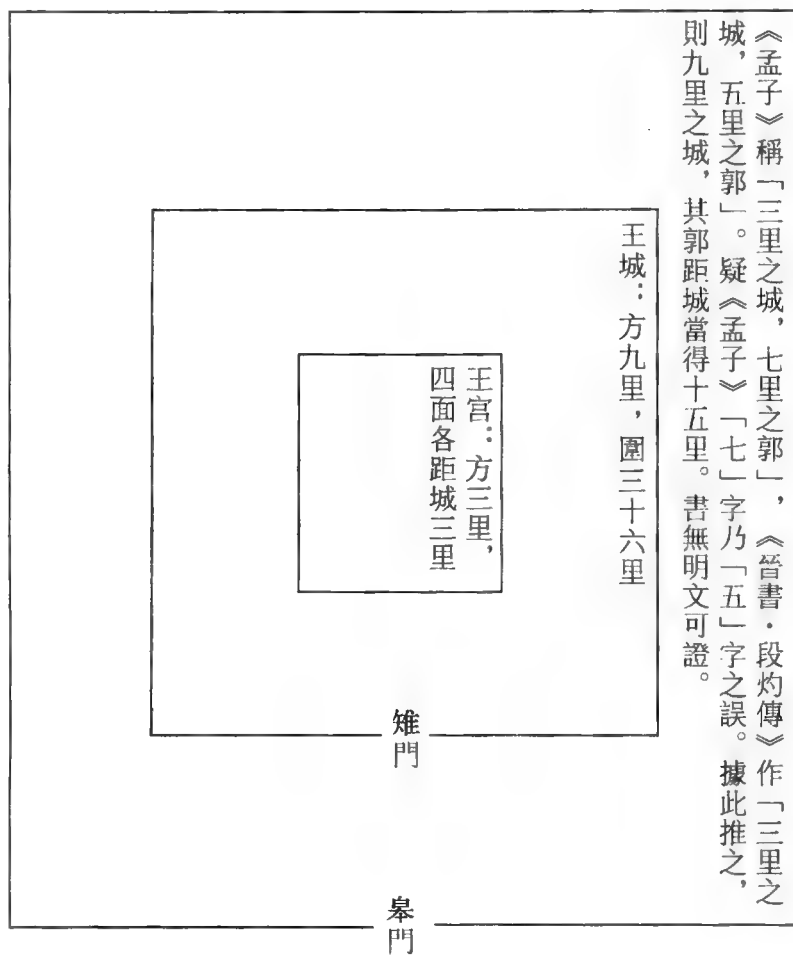 《孟子》稱「三里之城，七里之郭」，《晉書·段灼傳》作「三里之
城，五里之郭」。疑《孟子》「七」字乃「五」字之誤。據此推之，
則九里之城，其郭距城當得十五里。書無明文可證。
王城：方九里，圍三十六里
王宫：方三里，
四面各距城三里
雉門
皋門